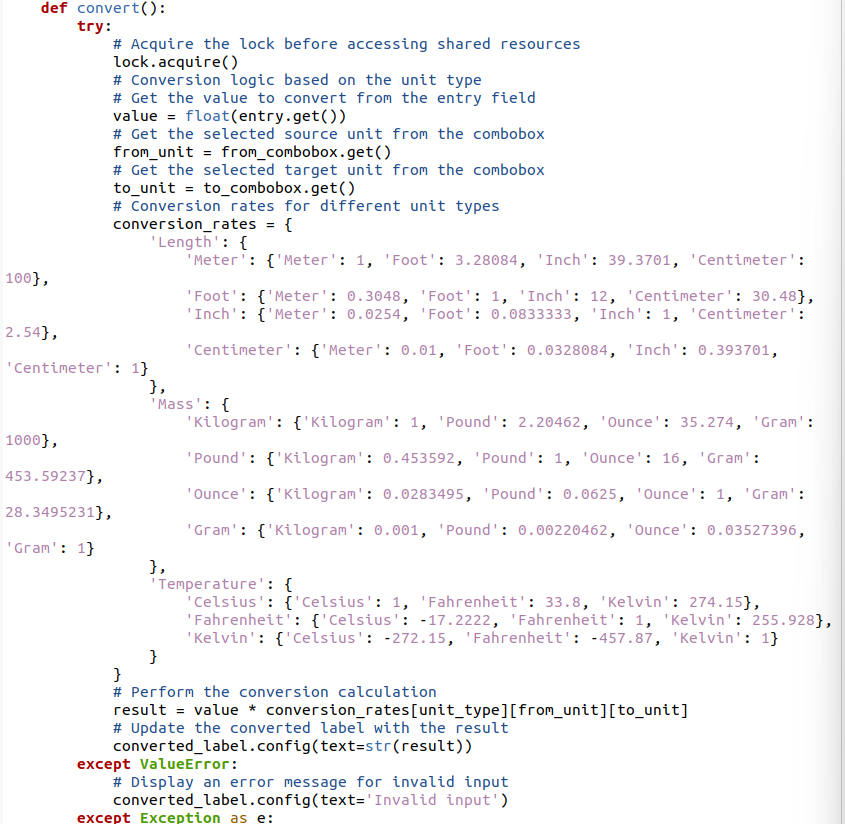 def convert():
try:
# Acquire the lock before accessing shared resources
lock.acquire()
# Conversion logic based on the unit type
# Get the value to convert from the entry field
value = float(entry.get())
# Get the selected source unit from the combobox
from_unit = from_combobox.get()
# Get the selected target unit from the combobox
to_unit = to_combobox.get()
# Conversion rates for different unit types
conversion_rates = {
'Length': {
'Meter': {'Meter': 1, 'Foot': 3.28084, 'Inch': 39.3701, 'Centimeter':
100},
'Foot': {'Meter': 0.3048, 'Foot': 1, 'Inch': 12, 'Centimeter': 30.48},
'Inch': {'Meter': 0.0254, 'Foot': 0.0833333, 'Inch': 1, 'Centimeter':
2.54},
'Centimeter': {'Meter': 0.01, 'Foot': 0.0328084, 'Inch': 0.393701,
'Centimeter': 1}
},
'Mass': {
'Kilogram': {'Kilogram': 1, 'Pound': 2.20462, 'Ounce': 35.274, 'Gram':
1000},
'Pound': {'Kilogram': 0.453592, 'Pound': 1, 'Ounce': 16, 'Gram':
453.59237},
'Ounce': {'Kilogram': 0.0283495, 'Pound': 0.0625, 'Ounce': 1, 'Gram':
28.3495231},
'Gram': {'Kilogram': 0.001, 'Pound': 0.00220462, 'Ounce': 0.03527396,
'Gram': 1}
},
'Temperature': {
'Celsius': {'Celsius': 1, 'Fahrenheit': 33.8, 'Kelvin': 274.15},
'Fahrenheit': {'Celsius': -17.2222, 'Fahrenheit': 1, 'Kelvin': 255.928},
'Kelvin': {'Celsius': -272.15, 'Fahrenheit': -457.87, 'Kelvin': 1}
}
}
# Perform the conversion calculation
result = value * conversion_rates[unit_type][from_unit][to_unit]
# Update the converted label with the result
converted_label.config(text=str(result))
except ValueError:
# Display an error message for invalid input
converted_label.config(text='Invalid input')
except Exception as e: